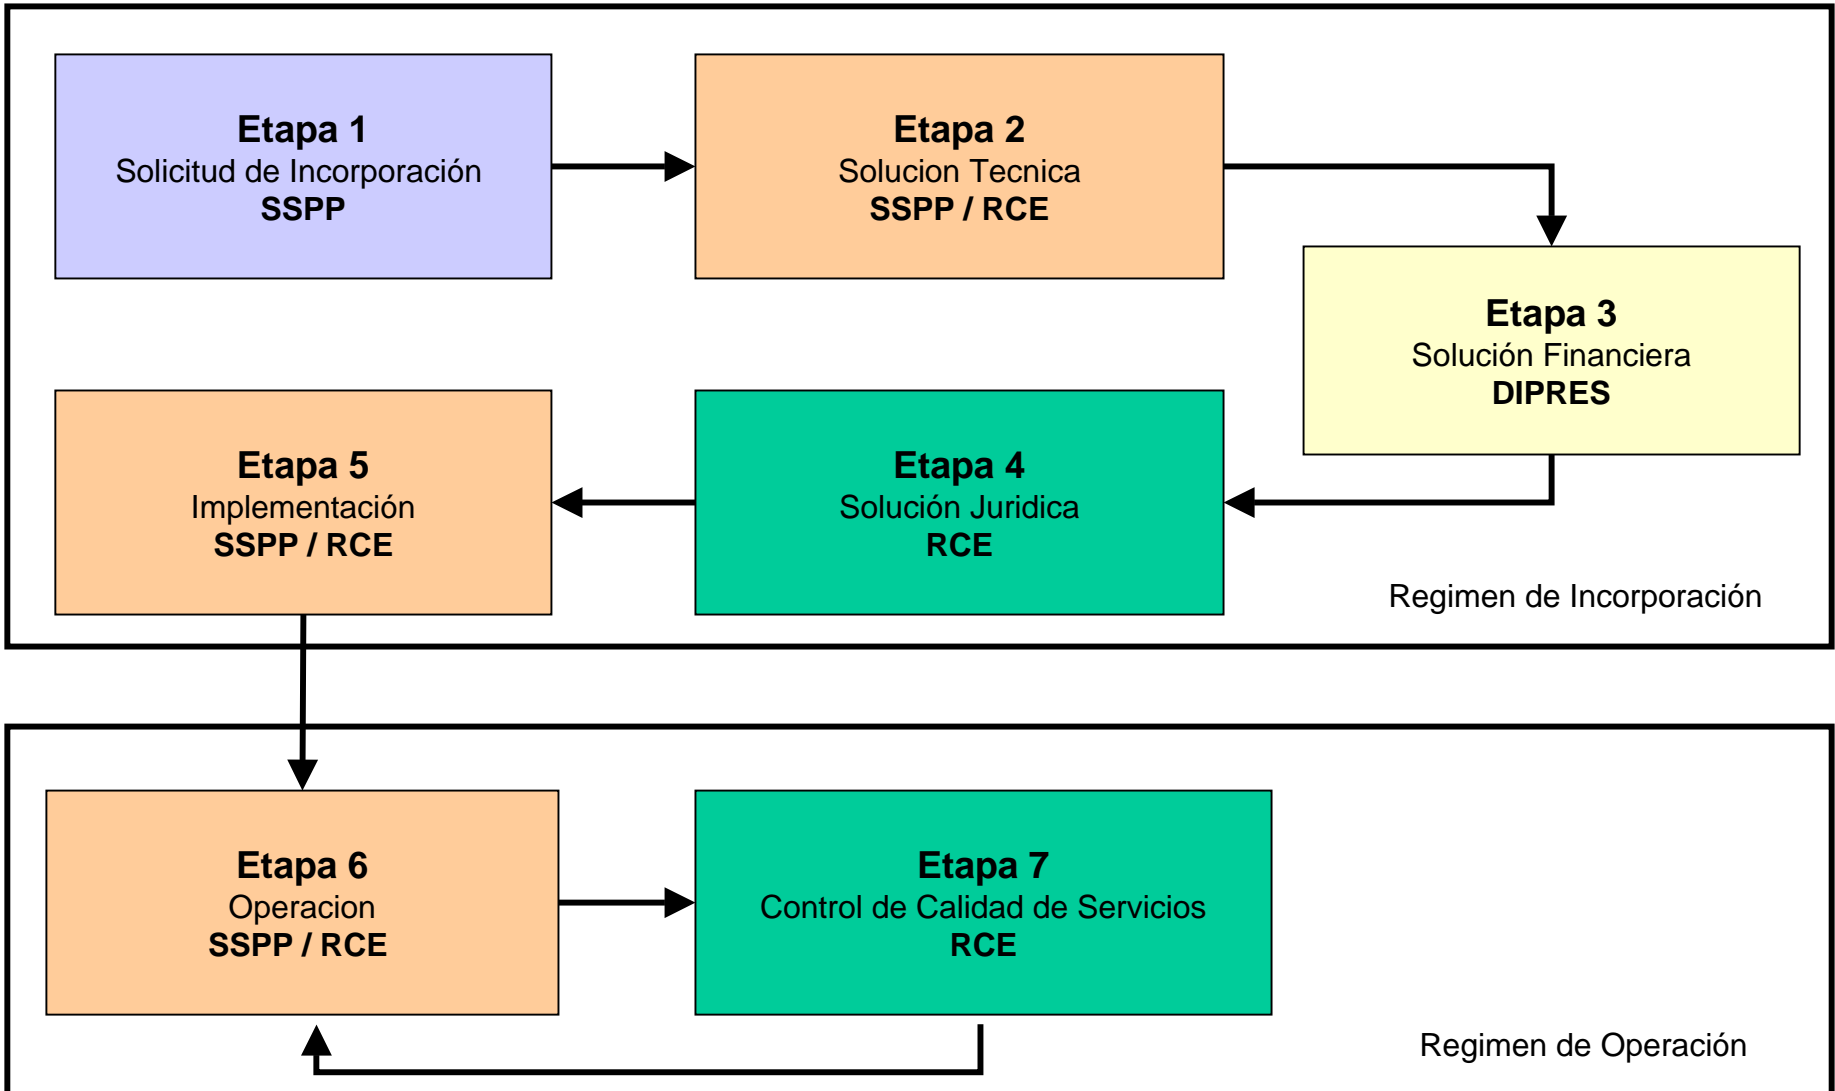 Etapa 1
Solicitud de Incorporación
SSPP
Etapa 2
Solucion Tecnica
SSPP / RCE
Etapa 3
Solución Financiera
DIPRES
Etapa 4
Solución Juridica
RCE
Etapa 5
Implementación
SSPP / RCE
Regimen de Incorporación
Etapa 6
Operacion
SSPP / RCE
Etapa 7
Control de Calidad de Servicios
RCE
Regimen de Operación